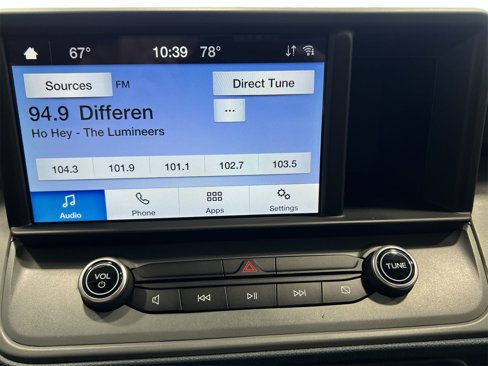 67° 10:39 78°
Sources FM Direct Tune
94.9 Differen
...
Ho Hey - The Lumineers
104.3 101.9 101.1 102.7 103.5
Audio Phone Apps Settings
VOL TUNE